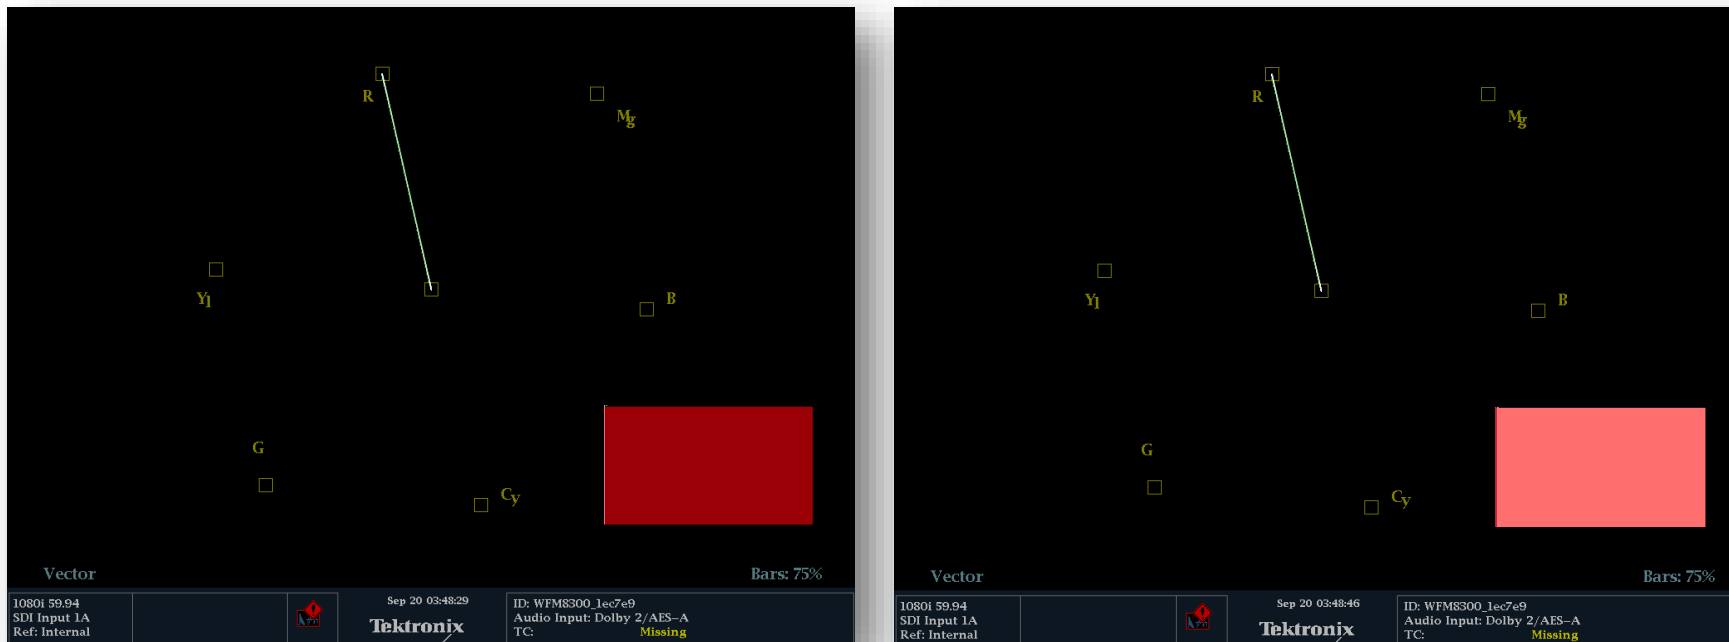 R
Mg
Yl
B
G
Cy
Vector
Bars: 75%
1080i 59.94
SDI Input 1A
Ref: Internal
Sep 20 03:48:29
Tektronix
ID: WFM8300_1ec7e9
Audio Input: Dolby 2/AES-A
TC: Missing
R
Mg
Yl
B
G
Cy
Vector
Bars: 75%
1080i 59.94
SDI Input 1A
Ref: Internal
Sep 20 03:48:46
Tektronix
ID: WFM8300_1ec7e9
Audio Input: Dolby 2/AES-A
TC: Missing